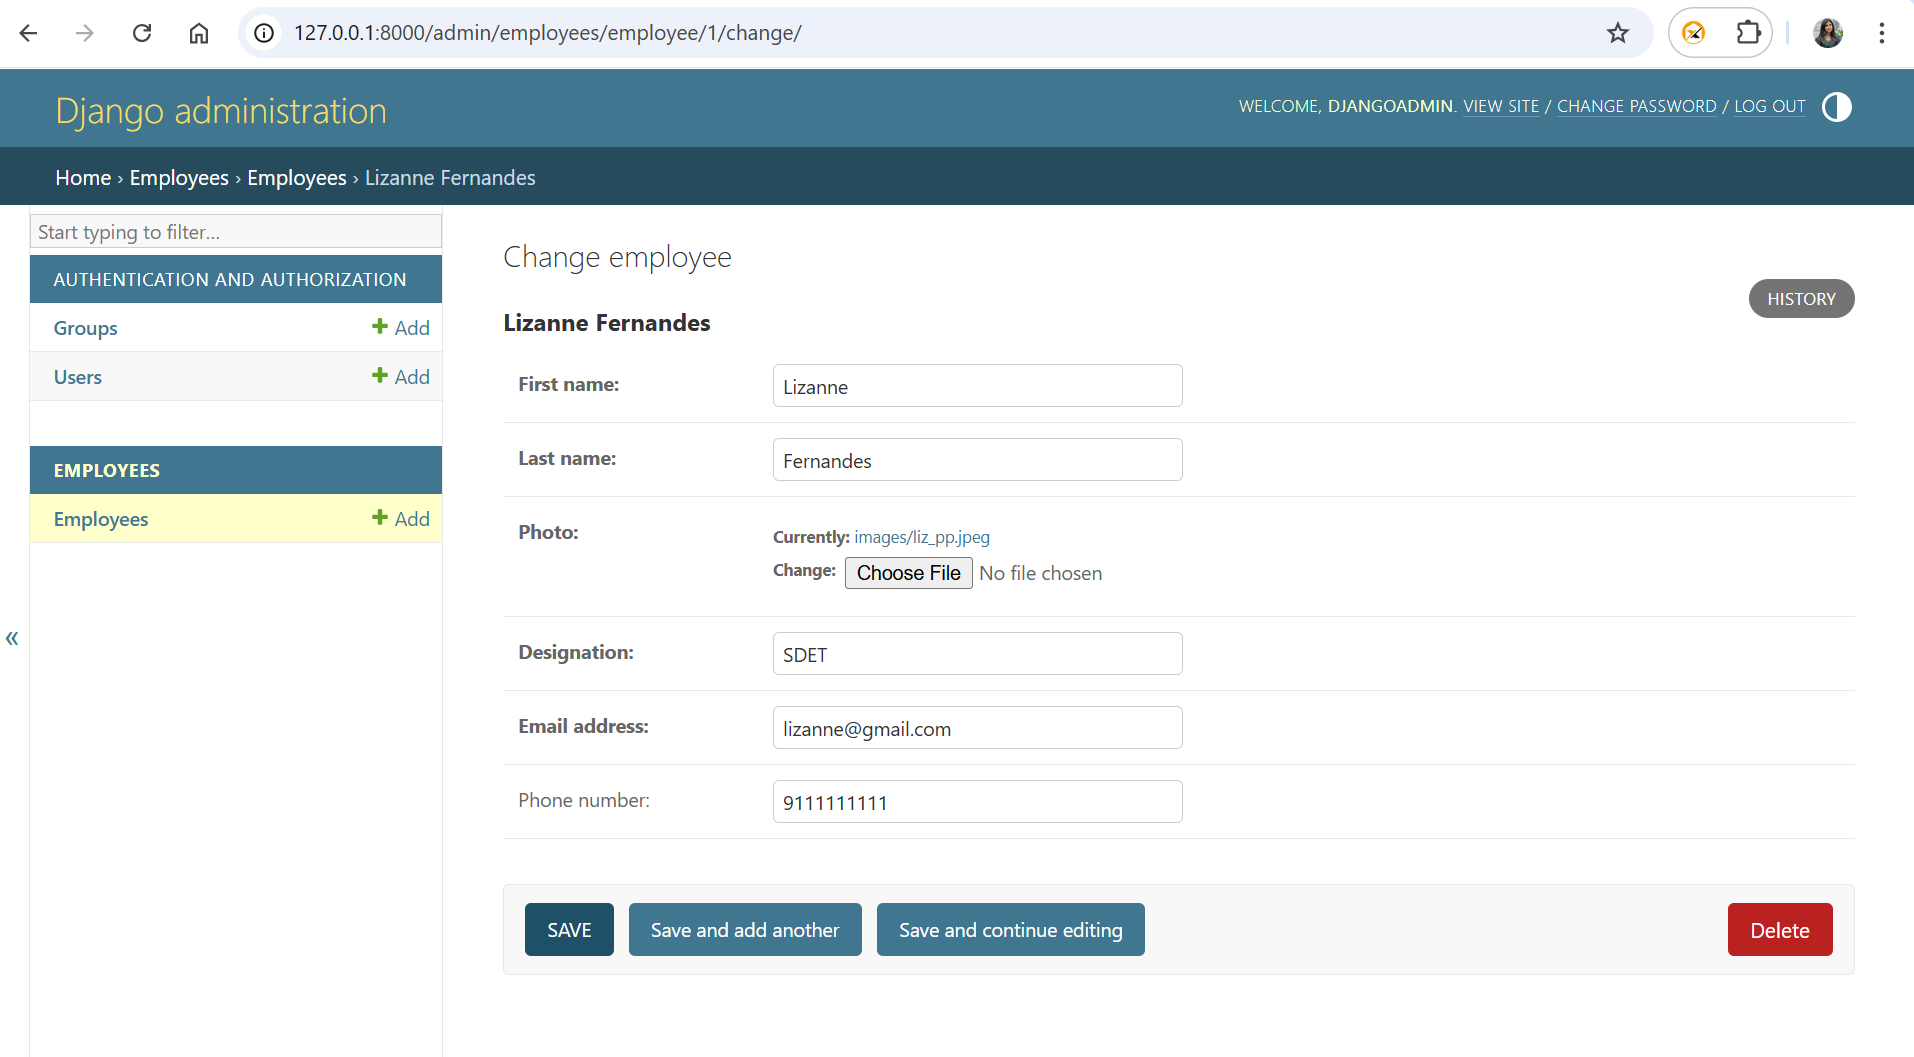 127.0.0.1:8000/admin/employees/employee/1/change/
Django administration
WELCOME, DJANGOADMIN. VIEW SITE / CHANGE PASSWORD / LOG OUT
Home › Employees › Employees › Lizanne Fernandes
Start typing to filter...
AUTHENTICATION AND AUTHORIZATION
Groups + Add
Users + Add
EMPLOYEES
Employees + Add
«
Change employee
HISTORY
Lizanne Fernandes
First name: Lizanne
Last name: Fernandes
Photo: Currently: images/liz_pp.jpeg
Change: Choose File No file chosen
Designation: SDET
Email address: lizanne@gmail.com
Phone number: 9111111111
SAVE Save and add another Save and continue editing Delete